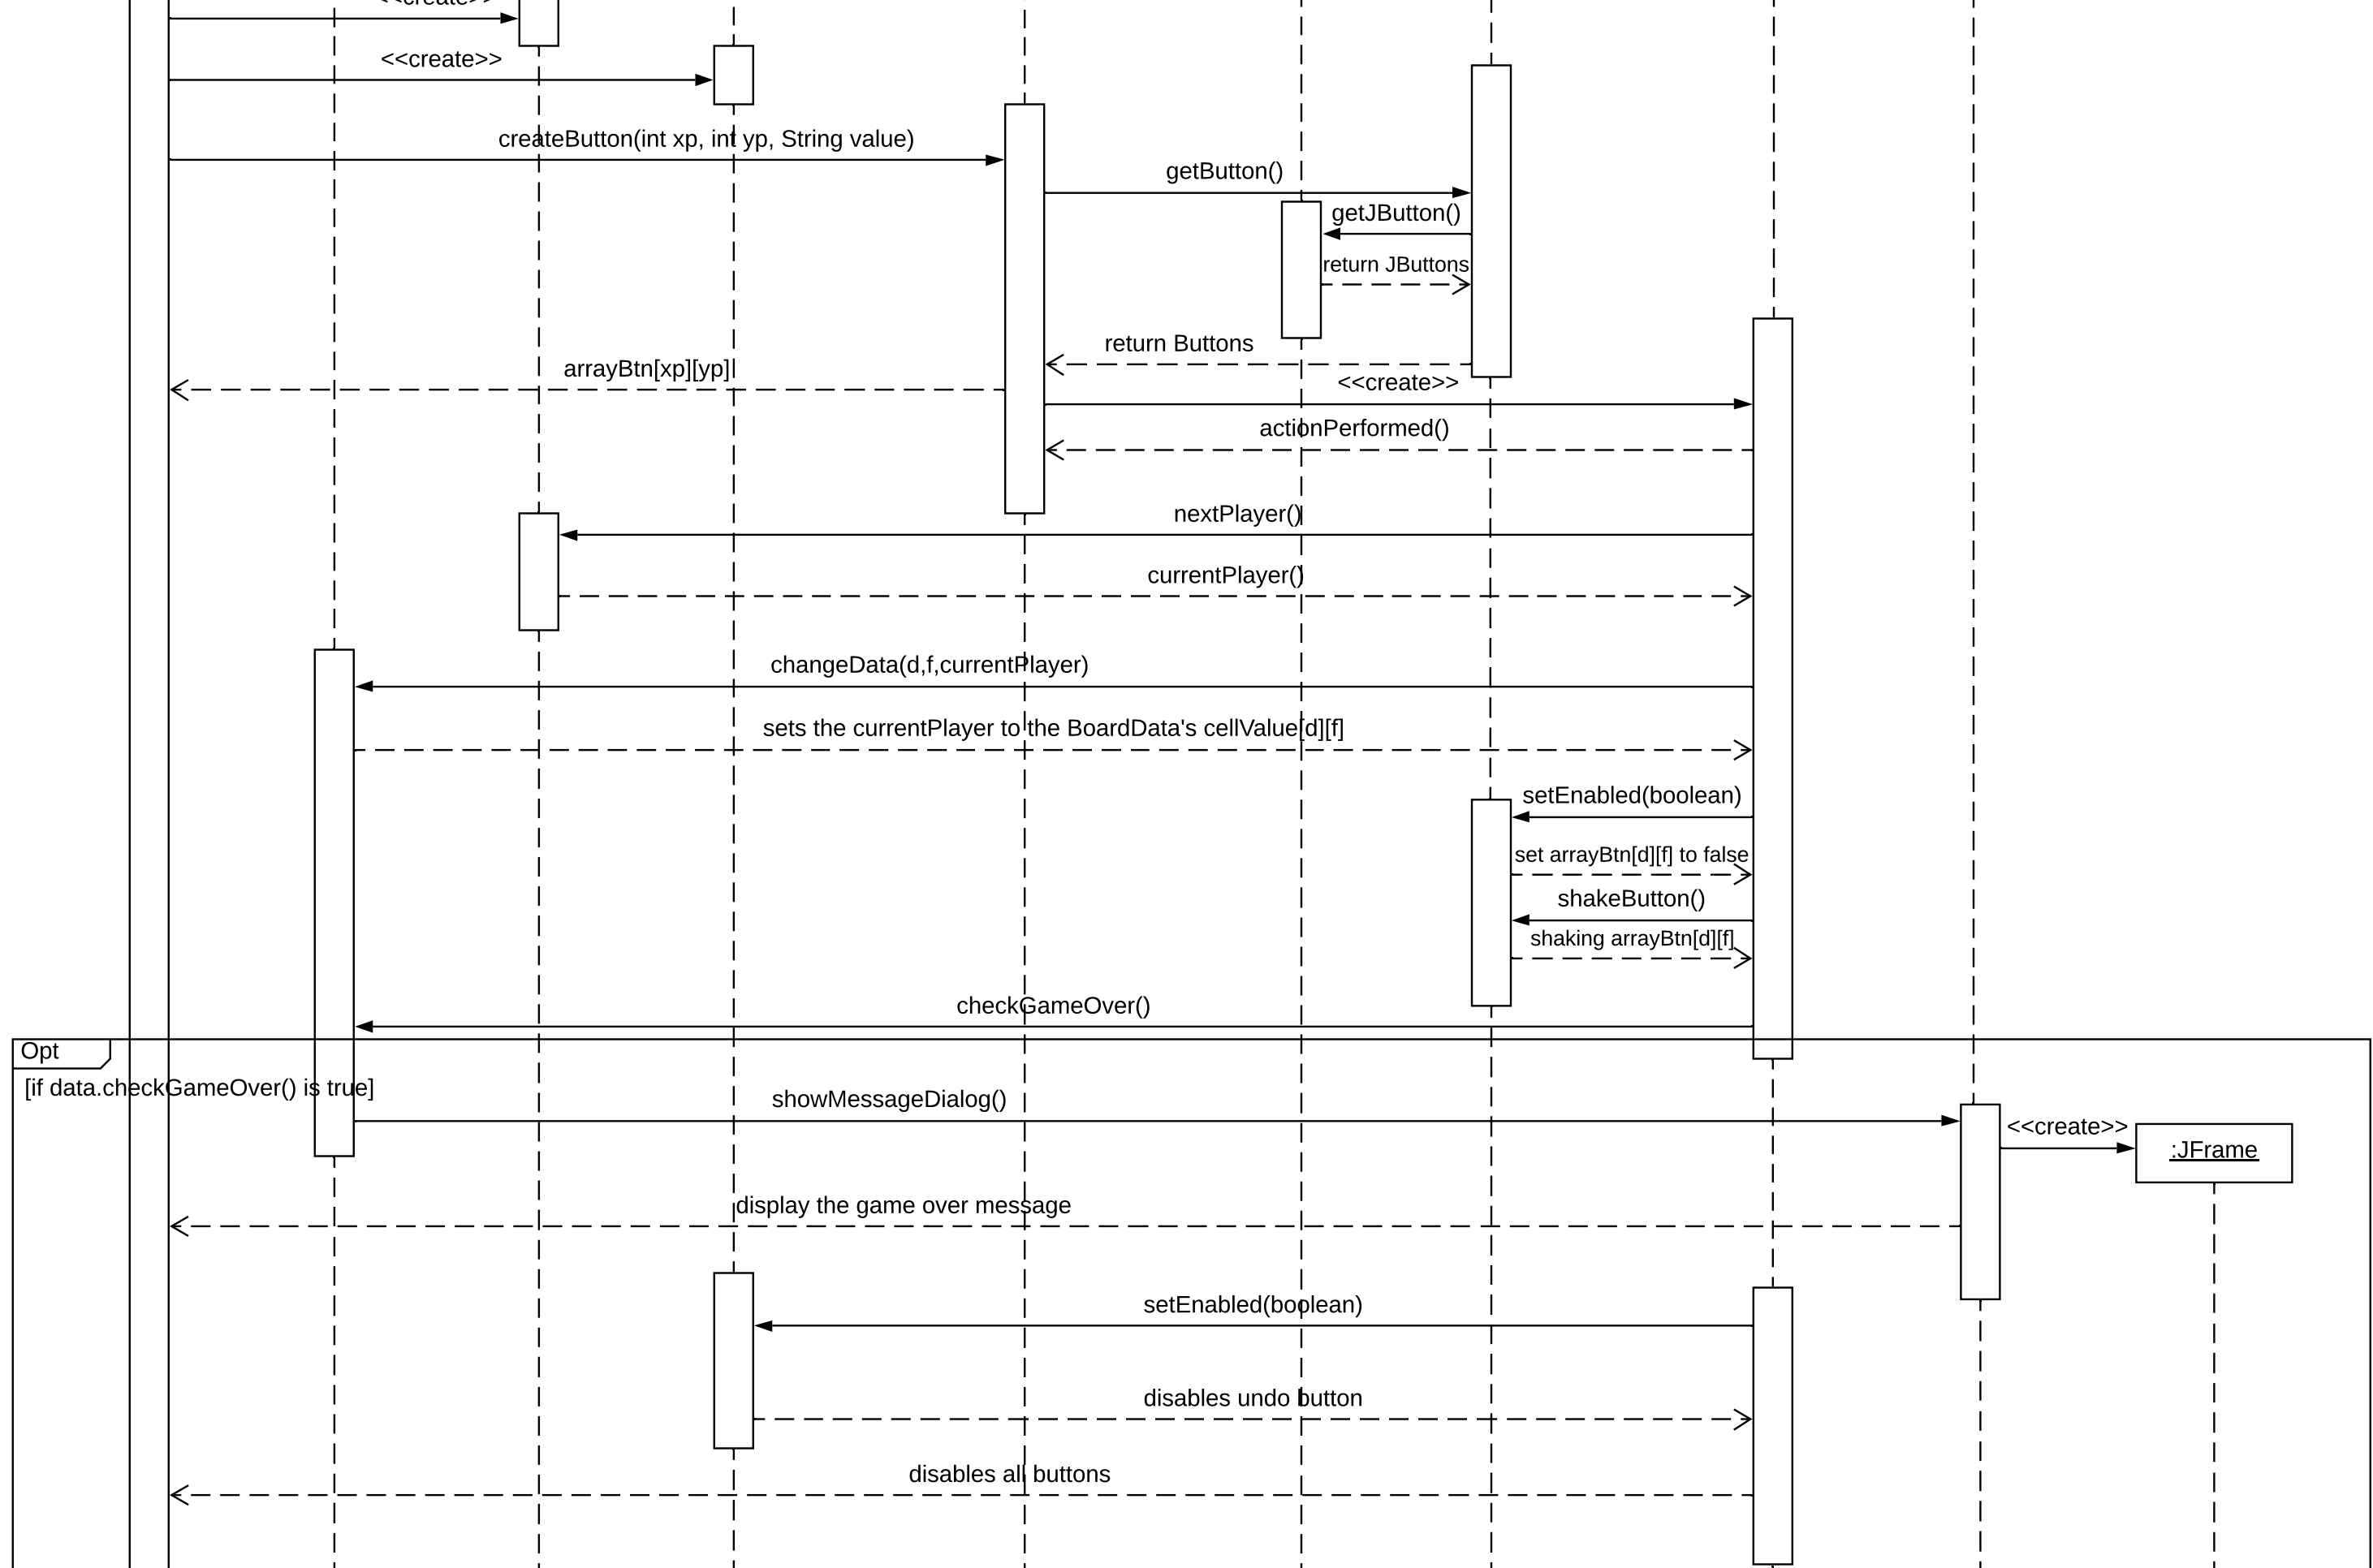 <<create>>
<<create>>
createButton(int xp, int yp, String value)
getButton()
getJButton()
return JButtons
return Buttons
arrayBtn[xp][yp]
<<create>>
actionPerformed()
nextPlayer()
currentPlayer()
changeData(d,f,currentPlayer)
sets the currentPlayer to the BoardData's cellValue[d][f]
setEnabled(boolean)
set arrayBtn[d][f] to false
shakeButton()
shaking arrayBtn[d][f]
checkGameOver()
Opt
[if data.checkGameOver() is true]
showMessageDialog()
<<create>>
:JFrame
display the game over message
setEnabled(boolean)
disables undo button
disables all buttons